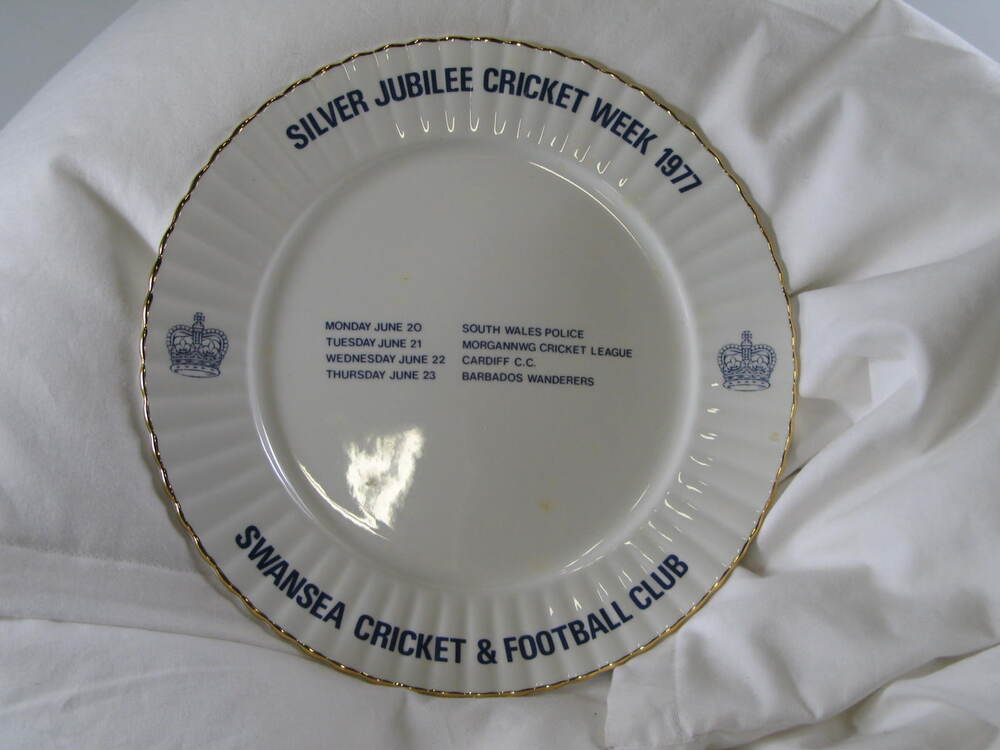 SILVER JUBILEE CRICKET WEEK 1977
MONDAY JUNE 20 SOUTH WALES POLICE
TUESDAY JUNE 21 MORGANNWG CRICKET LEAGUE
WEDNESDAY JUNE 22 CARDIFF C.C.
THURSDAY JUNE 23 BARBADOS WANDERERS
SWANSEA CRICKET & FOOTBALL CLUB